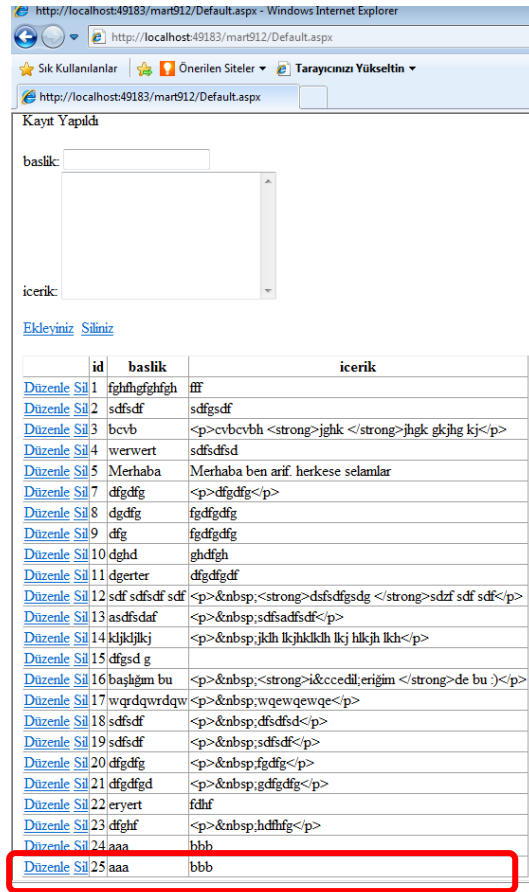 http://localhost:49183/mart912/Default.aspx - Windows Internet Explorer
http://localhost:49183/mart912/Default.aspx
Sık Kullanılanlar Önerilen Siteler Tarayıcınızı Yükseltin
http://localhost:49183/mart912/Default.aspx
Kayıt Yapıldı
baslik:
icerik:
Ekleyiniz Siliniz
id baslik icerik
Düzenle Sil 1 fghfhgfghfgh fff
Düzenle Sil 2 sdfsdf sdfgsdf
Düzenle Sil 3 bcvb <p>cvbcvbh <strong>jghk </strong>jhgk gkjhg kj</p>
Düzenle Sil 4 werwert sdfsdfsd
Düzenle Sil 5 Merhaba Merhaba ben arif. herkese selamlar
Düzenle Sil 7 dfgdfg <p>dfgdfg</p>
Düzenle Sil 8 dgdfg fgdfgdfg
Düzenle Sil 9 dfg fgdfgdfg
Düzenle Sil 10 dghd ghdfgh
Düzenle Sil 11 dgerter dfgdfgdf
Düzenle Sil 12 sdf sdfsdf sdf <p>&nbsp;<strong>dsfsdfgsdg </strong>sdzf sdf sdf</p>
Düzenle Sil 13 asdfsdaf <p>&nbsp;sdfsadfsdf</p>
Düzenle Sil 14 kljkljlkj <p>&nbsp;jklh lkjhklklh lkj hlkjh lkh</p>
Düzenle Sil 15 dfgsd g
Düzenle Sil 16 başlığım bu <p>&nbsp;<strong>i&ccedil;eriğim </strong>de bu :)</p>
Düzenle Sil 17 wqrdqwrdqw <p>&nbsp;wqewqewqe</p>
Düzenle Sil 18 sdfsdf <p>&nbsp;dfsdfsd</p>
Düzenle Sil 19 sdfsdf <p>&nbsp;sdfsdf</p>
Düzenle Sil 20 dfgdfg <p>&nbsp;fgdfg</p>
Düzenle Sil 21 dfgdfgd <p>&nbsp;gdfgdfg</p>
Düzenle Sil 22 eryert fdhf
Düzenle Sil 23 dfghf <p>&nbsp;hdfhfg</p>
Düzenle Sil 24 aaa bbb
Düzenle Sil 25 aaa bbb